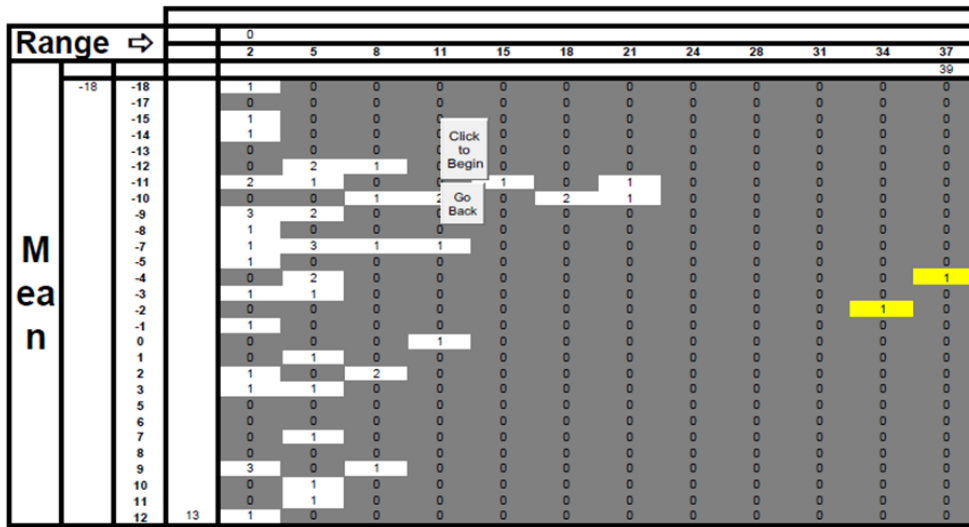 Range ⇨ 0
2 5 8 11 15 18 21 24 28 31 34 37
39
Mean
-18 -18 1 0 0 0 0 0 0 0 0 0 0 0
-17 0 0 0 0 0 0 0 0 0 0 0 0
-15 1 0 0 0 0 0 0 0 0 0 0 0
-14 1 0 0 0 0 0 0 0 0 0 0 0
-13 0 0 0 0 0 0 0 0 0 0 0 0
-12 0 2 1 0 0 0 0 0 0 0 0 0
-11 2 1 0 0 1 0 1 0 0 0 0 0
-10 0 0 1 2 0 2 1 0 0 0 0 0
-9 3 2 0 0 0 0 0 0 0 0 0 0
-8 1 0 0 0 0 0 0 0 0 0 0 0
-7 1 3 1 1 0 0 0 0 0 0 0 0
-5 1 0 0 0 0 0 0 0 0 0 0 0
-4 0 2 0 0 0 0 0 0 0 0 0 1
-3 1 1 0 0 0 0 0 0 0 0 0 0
-2 0 0 0 0 0 0 0 0 0 0 1 0
-1 1 0 0 0 0 0 0 0 0 0 0 0
0 0 0 0 1 0 0 0 0 0 0 0 0
1 0 1 0 0 0 0 0 0 0 0 0 0
2 1 0 2 0 0 0 0 0 0 0 0 0
3 1 1 0 0 0 0 0 0 0 0 0 0
5 0 0 0 0 0 0 0 0 0 0 0 0
6 0 0 0 0 0 0 0 0 0 0 0 0
7 0 1 0 0 0 0 0 0 0 0 0 0
8 0 0 0 0 0 0 0 0 0 0 0 0
9 3 0 1 0 0 0 0 0 0 0 0 0
10 0 1 0 0 0 0 0 0 0 0 0 0
11 0 1 0 0 0 0 0 0 0 0 0 0
12 13 1 0 0 0 0 0 0 0 0 0 0 0
Click
to
Begin
Go
Back